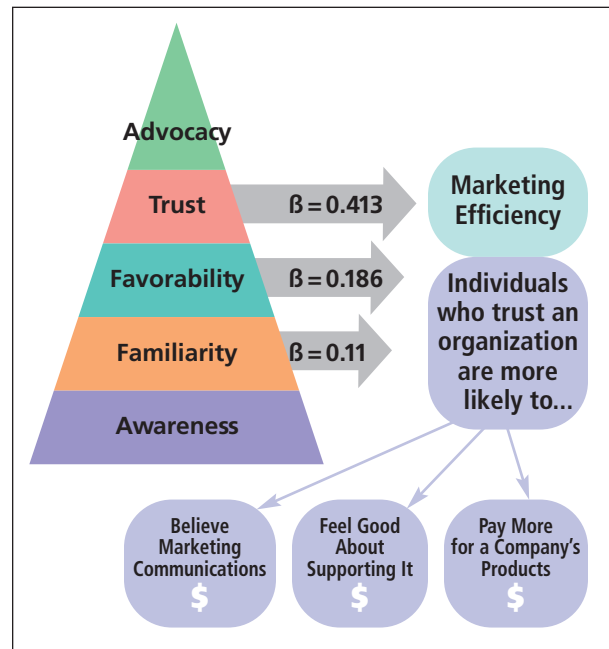 Advocacy
Trust
ß = 0.413
Marketing
Efficiency
Favorability
ß = 0.186
Individuals
who trust an
organization
are more
likely to...
Familiarity
ß = 0.11
Awareness
Believe
Marketing
Communications
$
Feel Good
About
Supporting It
$
Pay More
for a Company’s
Products
$